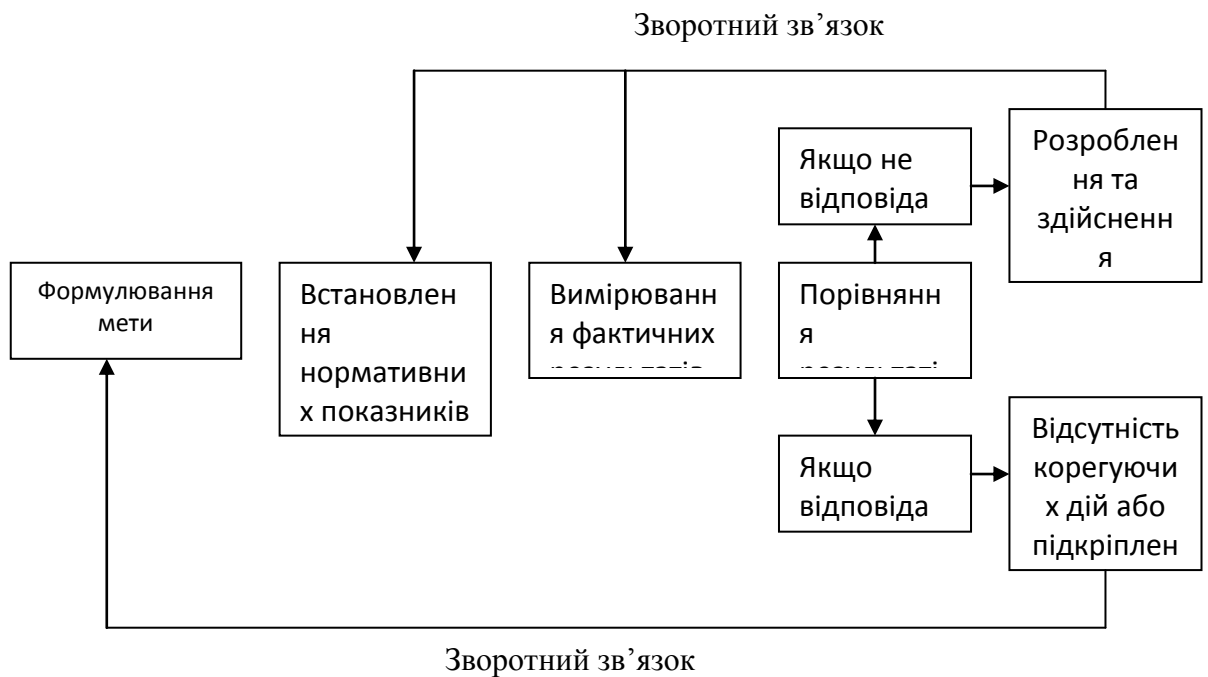 Зворотний зв’язок
Формулювання
мети
Встановлен
ня
нормативни
х показників
Вимірюванн
я фактичних
результатів
Якщо не
відповіда
Порівнянн
я
Якщо
відповіда
Розроблен
ня та
здійсненн
я
Відсутність
корегуючи
х дій або
підкріплен
Зворотний зв’язок